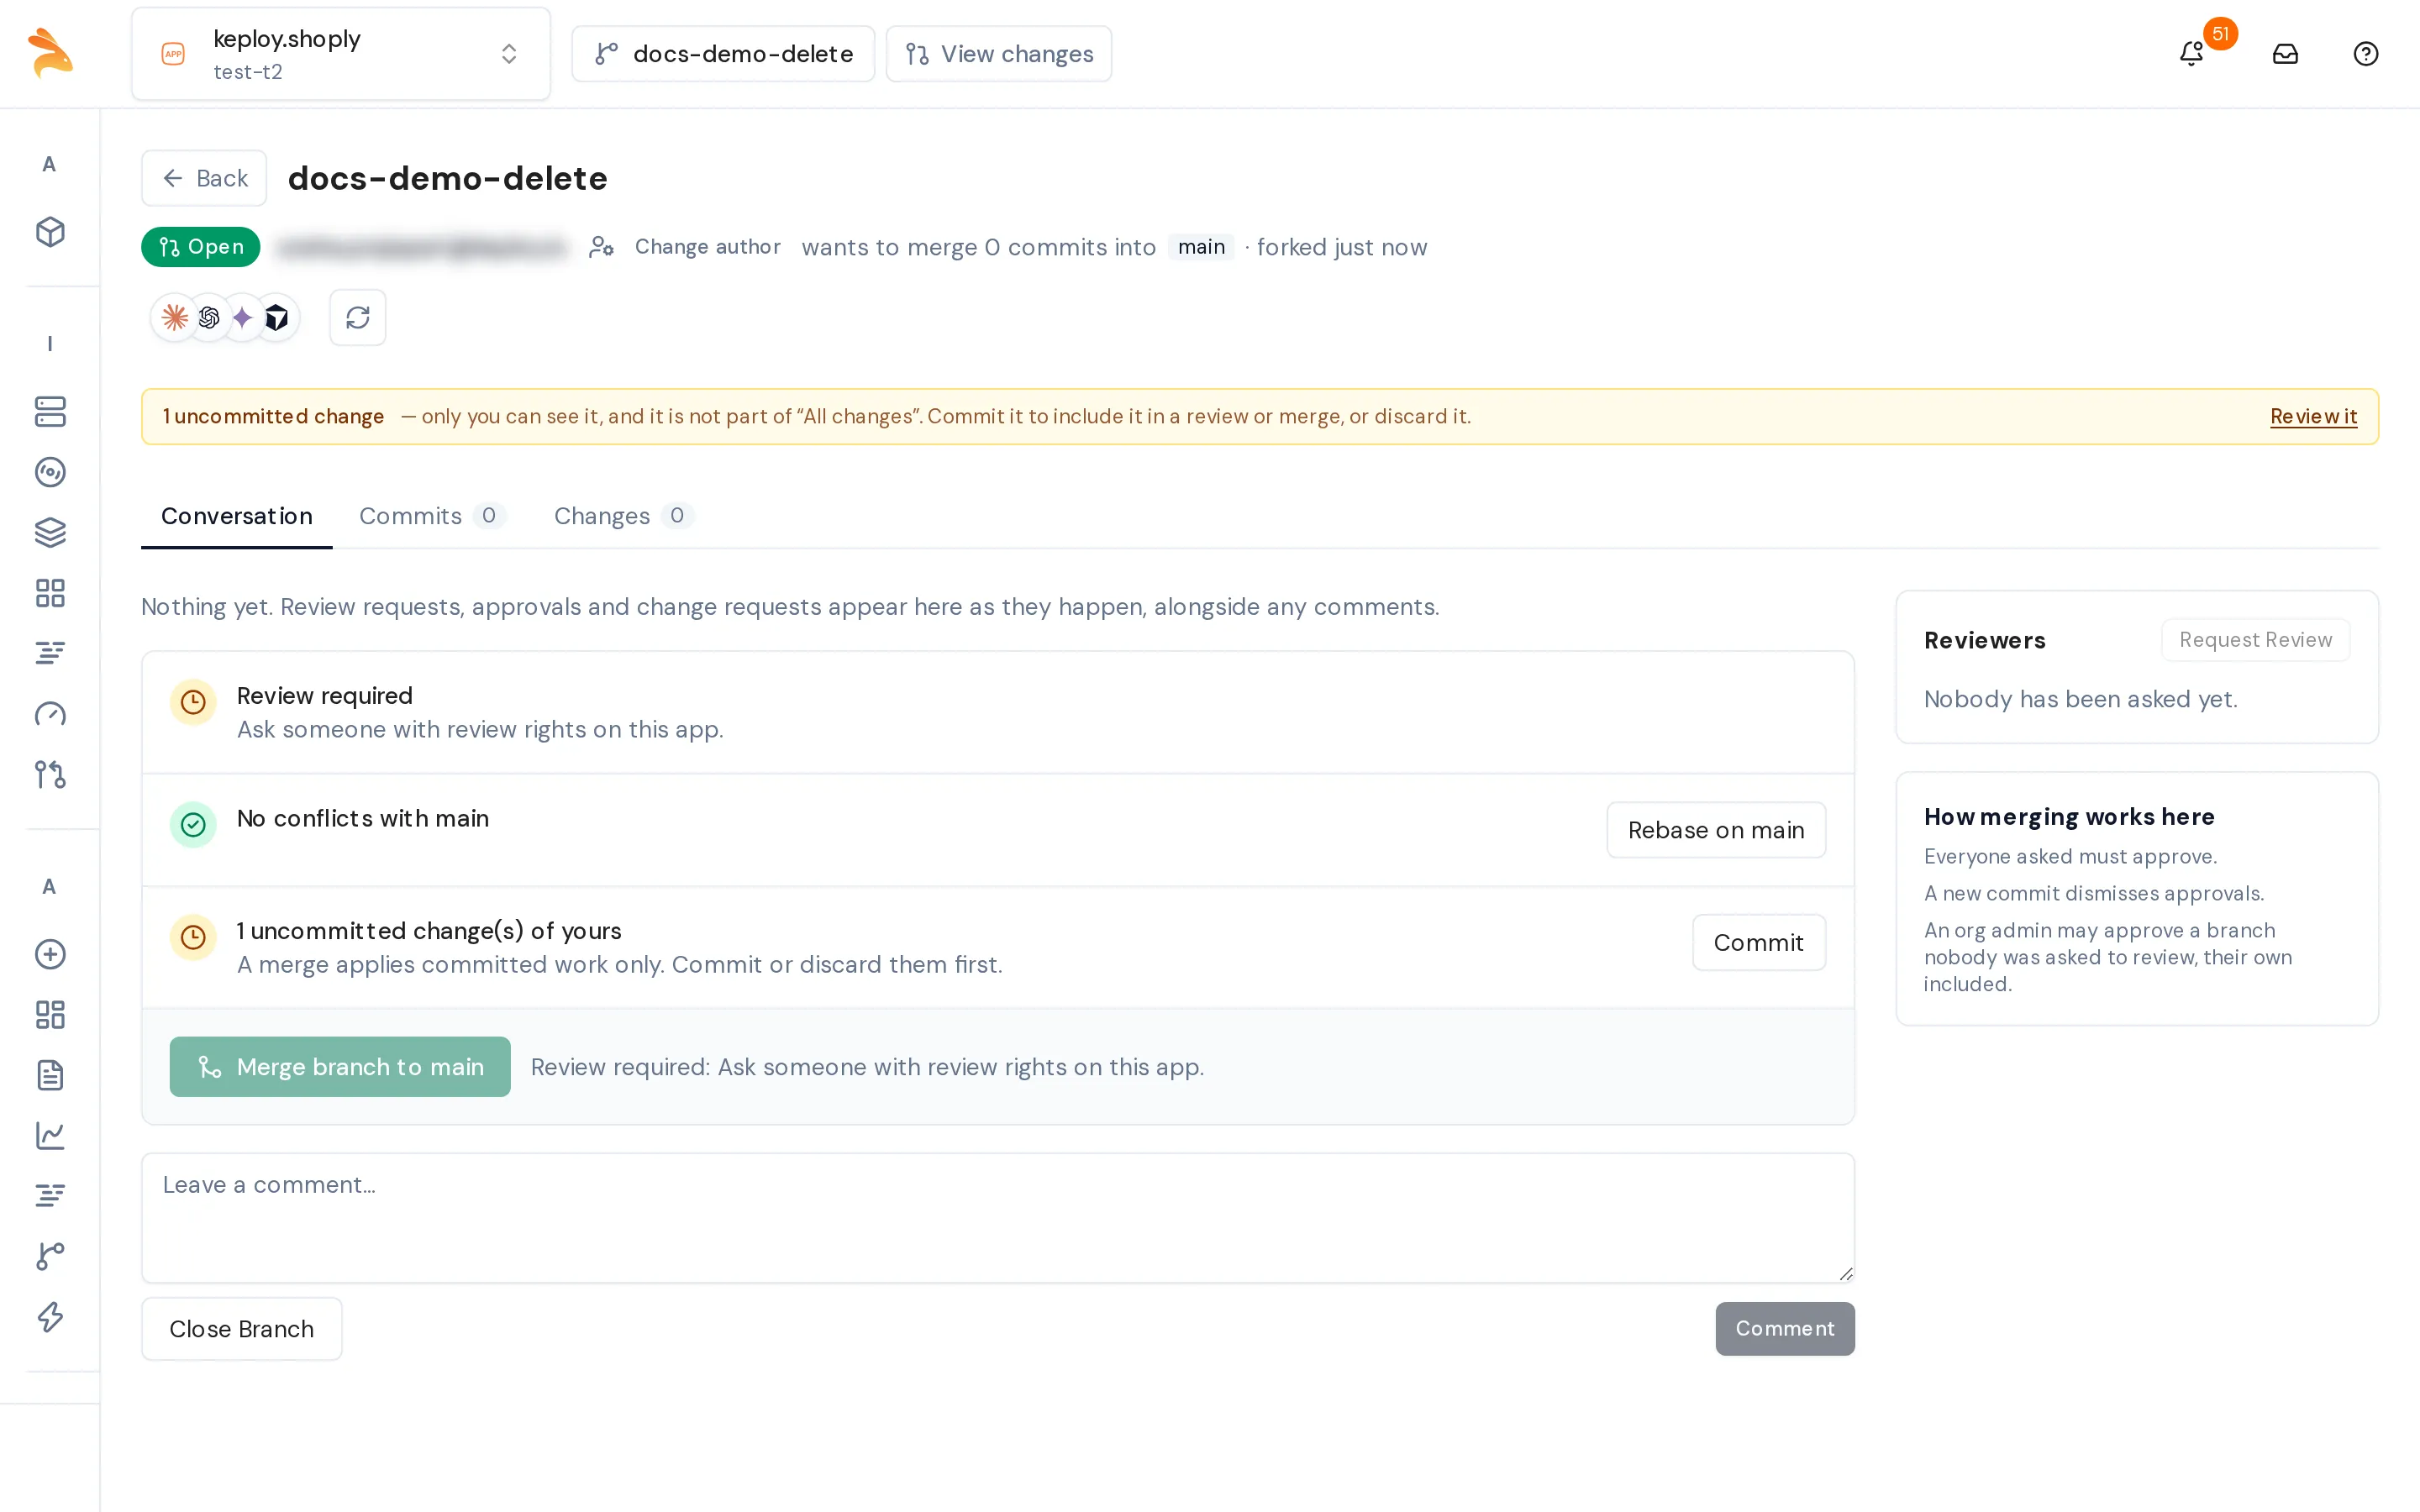 APP
keploy.shoply
test-t2
docs-demo-delete
View changes
51
A
Back
docs-demo-delete
Open
Change author
wants to merge 0 commits into main · forked just now
I
1 uncommitted change — only you can see it, and it is not part of “All changes”. Commit it to include it in a review or merge, or discard it.
Review it
Conversation
Commits 0
Changes 0
Nothing yet. Review requests, approvals and change requests appear here as they happen, alongside any comments.
Review required
Ask someone with review rights on this app.
No conflicts with main
Rebase on main
A
1 uncommitted change(s) of yours
A merge applies committed work only. Commit or discard them first.
Commit
Merge branch to main
Review required: Ask someone with review rights on this app.
Leave a comment...
Close Branch
Comment
Reviewers
Request Review
Nobody has been asked yet.
How merging works here
Everyone asked must approve.
A new commit dismisses approvals.
An org admin may approve a branch
nobody was asked to review, their own
included.